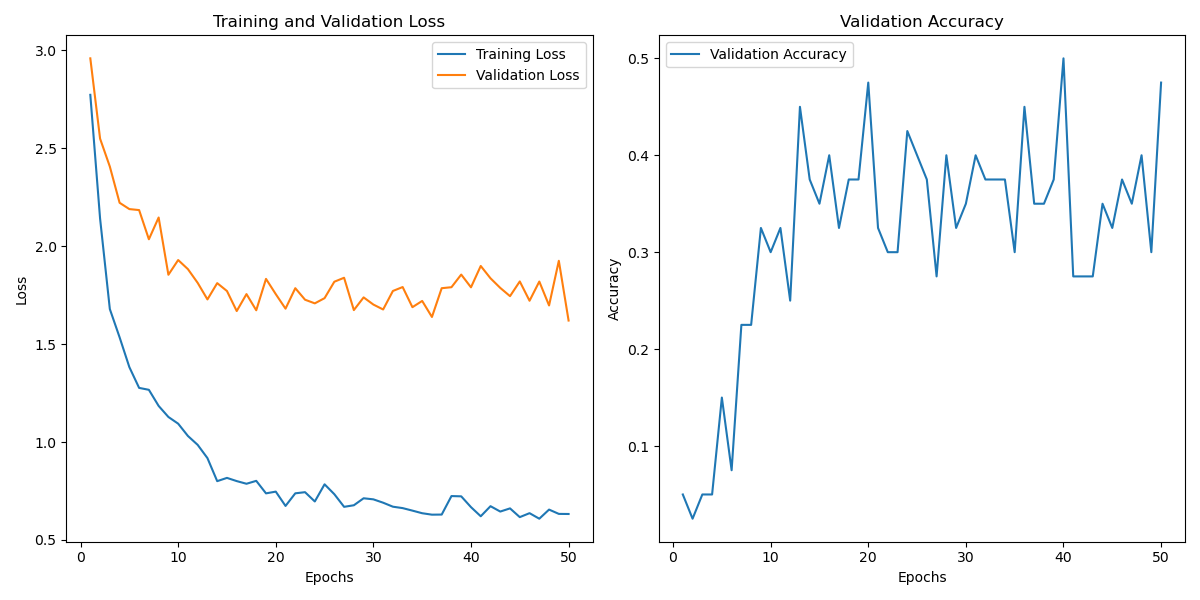 Training and Validation Loss
Training Loss
Validation Loss
3.0
2.5
2.0
1.5
1.0
0.5
Loss
0 10 20 30 40 50
Epochs
Validation Accuracy
Validation Accuracy
0.5
0.4
0.3
0.2
0.1
Accuracy
0 10 20 30 40 50
Epochs